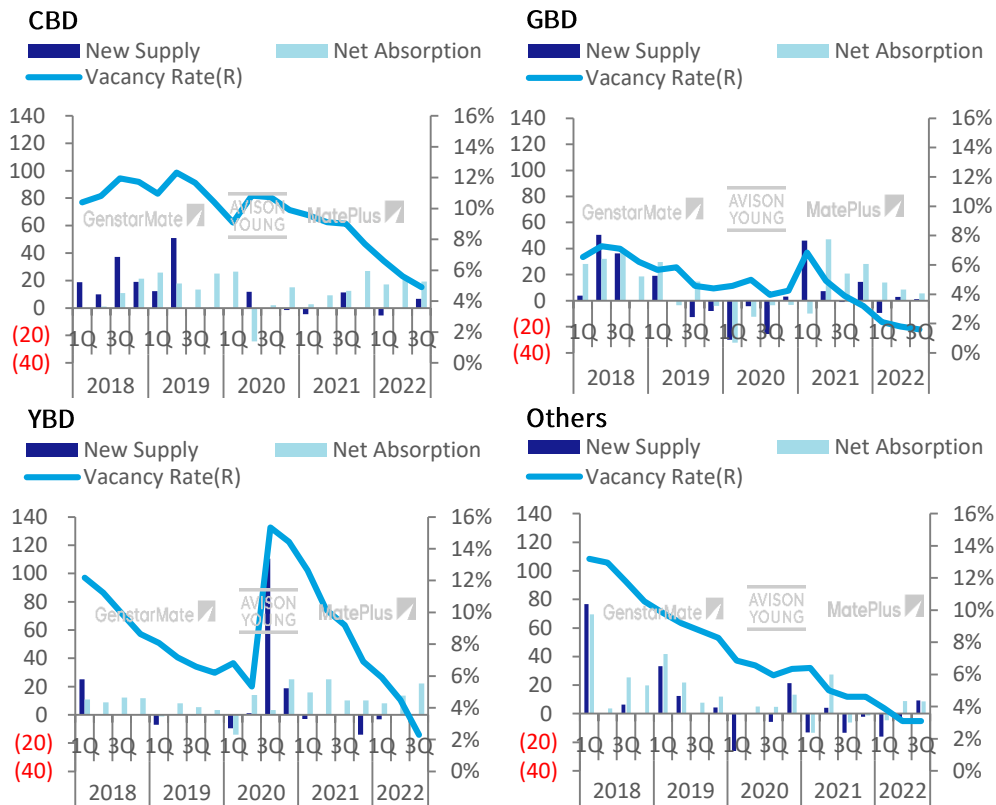 CBD
New Supply Net Absorption
Vacancy Rate(R)
140 16%
120 14%
100 12%
80 10%
60 8%
40 6%
20 4%
0 2%
(20) 0%
(40)
GenstarMate AVISON YOUNG MatePlus
1Q 3Q 1Q 3Q 1Q 3Q 1Q 3Q 1Q 3Q
2018 2019 2020 2021 2022
GBD
New Supply Net Absorption
Vacancy Rate(R)
140 16%
120 14%
100 12%
80 10%
60 8%
40 6%
20 4%
0 2%
(20) 0%
(40)
GenstarMate AVISON YOUNG MatePlus
1Q 3Q 1Q 3Q 1Q 3Q 1Q 3Q 1Q 3Q
2018 2019 2020 2021 2022
YBD
New Supply Net Absorption
Vacancy Rate(R)
140 16%
120 14%
100 12%
80 10%
60 8%
40 6%
20 4%
0 2%
(20) 0%
(40)
GenstarMate AVISON YOUNG MatePlus
1Q 3Q 1Q 3Q 1Q 3Q 1Q 3Q 1Q 3Q
2018 2019 2020 2021 2022
Others
New Supply Net Absorption
Vacancy Rate(R)
140 16%
120 14%
100 12%
80 10%
60 8%
40 6%
20 4%
0 2%
(20) 0%
(40)
GenstarMate AVISON YOUNG MatePlus
1Q 3Q 1Q 3Q 1Q 3Q 1Q 3Q 1Q 3Q
2018 2019 2020 2021 2022